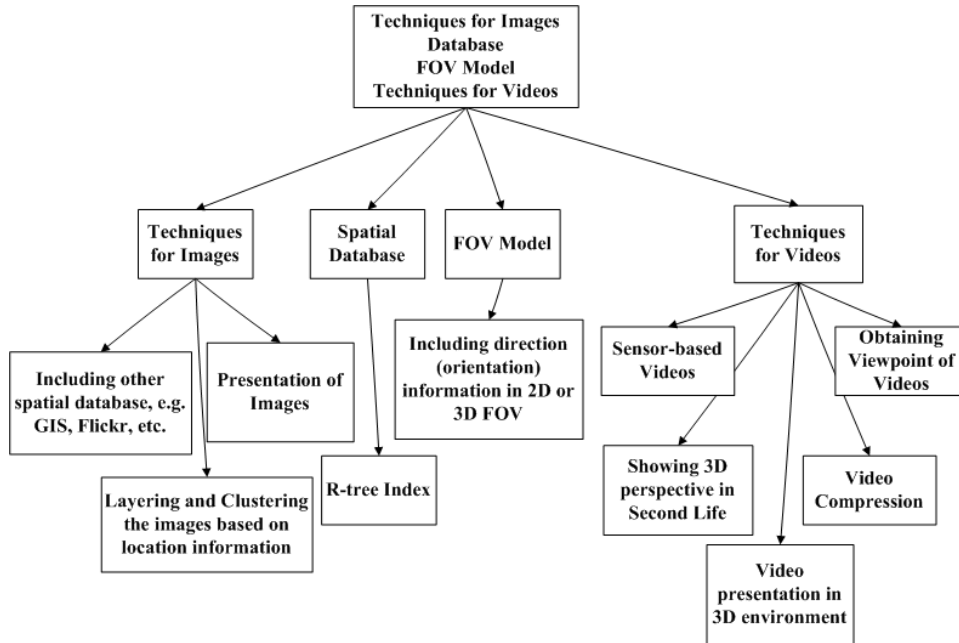 Techniques for Images
Database
FOV Model
Techniques for Videos
Techniques
for Images
Spatial
Database
FOV Model
Techniques
for Videos
Including other
spatial database, e.g.
GIS, Flickr, etc.
Presentation of
Images
Including direction
(orientation)
information in 2D or
3D FOV
Sensor-based
Videos
Obtaining
Viewpoint of
Videos
Layering and Clustering
the images based on
location information
R-tree Index
Showing 3D
perspective in
Second Life
Video
Compression
Video
presentation in
3D environment